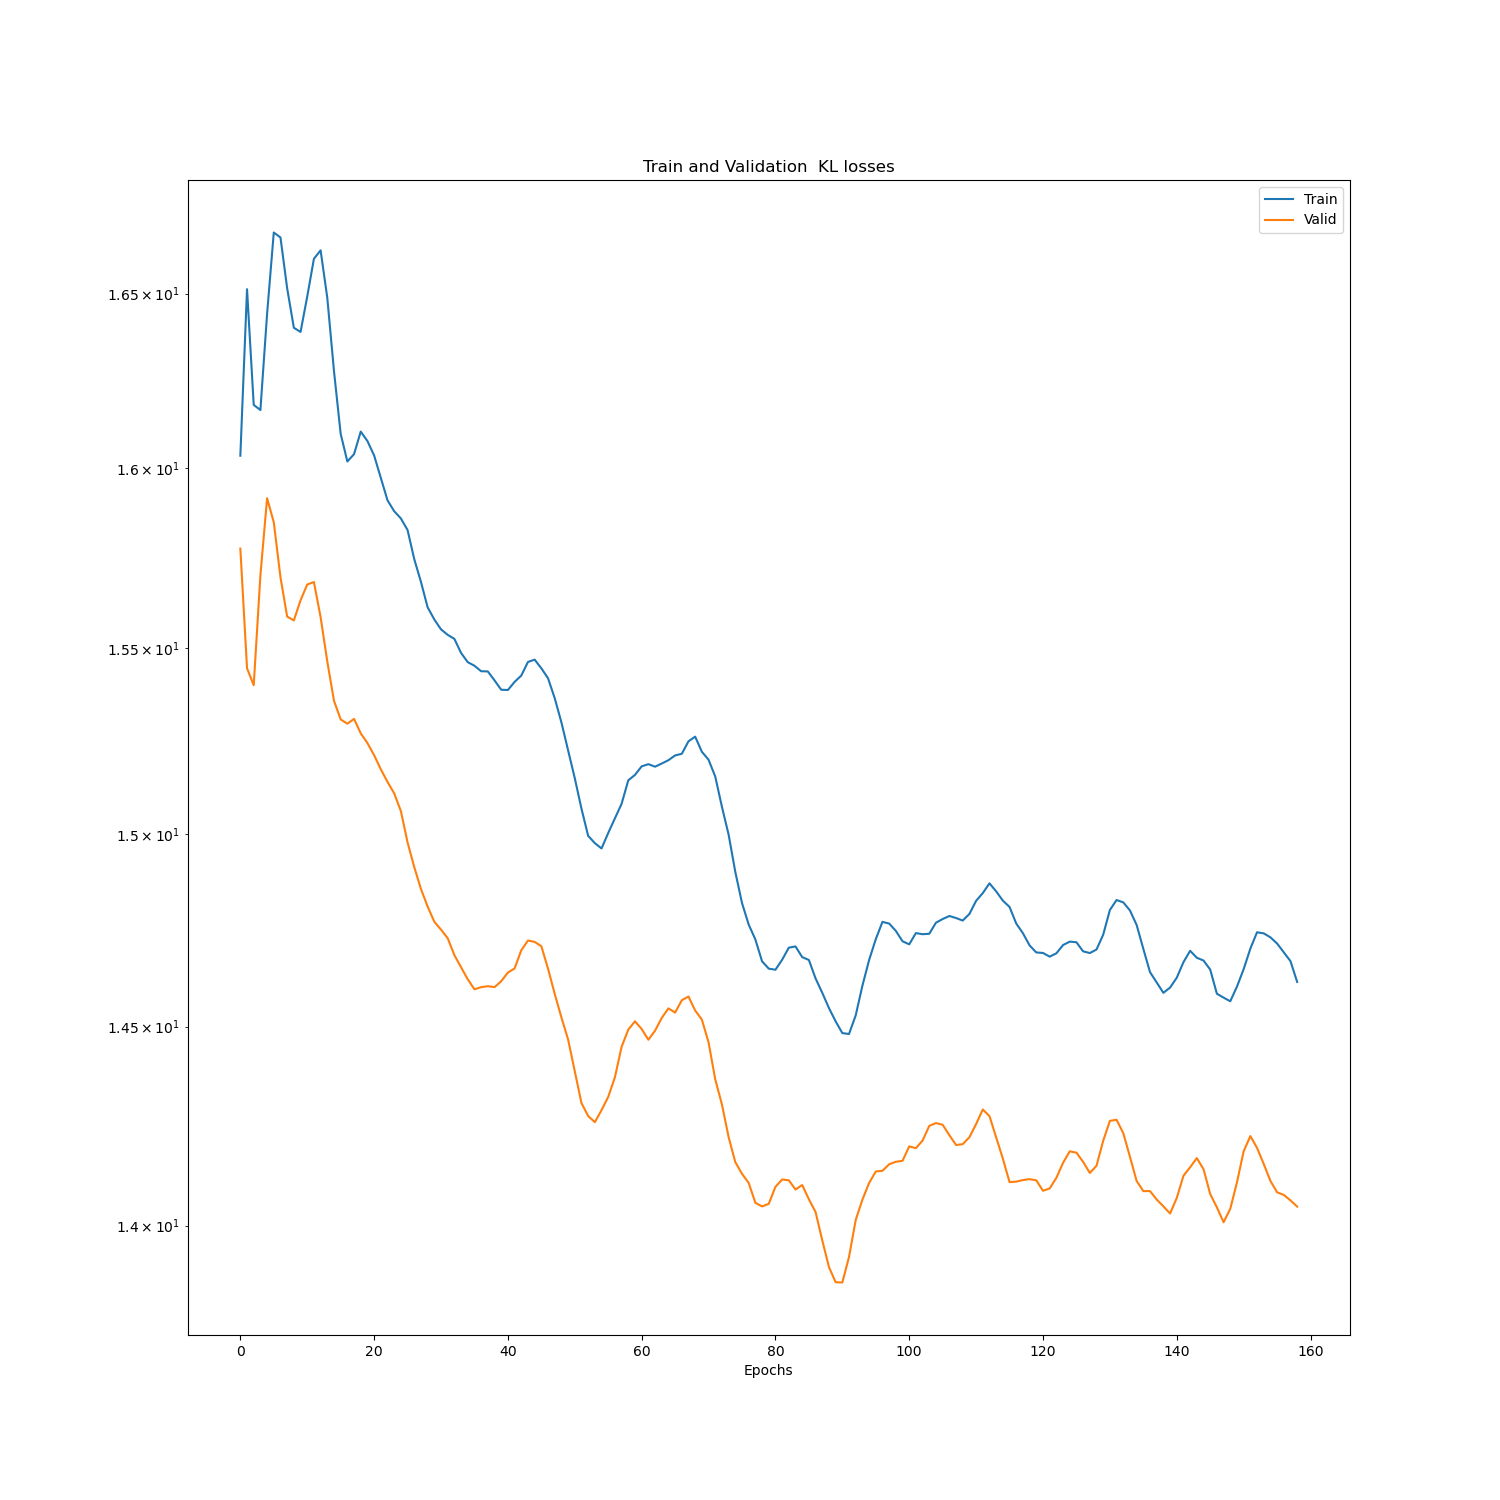 Train and Validation  KL losses
Train
Valid
1.65 × 10¹
1.6 × 10¹
1.55 × 10¹
1.5 × 10¹
1.45 × 10¹
1.4 × 10¹
0 20 40 60 80 100 120 140 160
Epochs